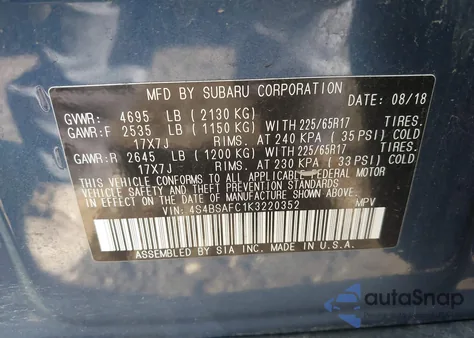 MFD. BY SUBARU CORPORATION
DATE: 08/18
GVWR: 4695 LB (2130 KG)
GAWR:F 2535 LB (1150 KG) WITH 225/65R17 TIRES.
17X7J RIMS. AT 240 KPA (35 PSI) COLD
GAWR:R 2645 LB (1200 KG) WITH 225/65R17 TIRES.
17X7J RIMS. AT 230 KPA (33 PSI) COLD
THIS VEHICLE CONFORMS TO ALL APPLICABLE FEDERAL MOTOR
VEHICLE SAFETY, BUMPER, AND THEFT PREVENTION STANDARDS
IN EFFECT ON THE DATE OF MANUFACTURE SHOWN ABOVE.
VIN: 4S4BSAFC1K3220352 MPV
ASSEMBLED BY SIA INC. MADE IN U.S.A.
autoSnap